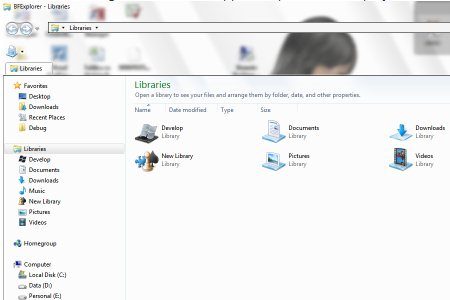 BFExplorer - Libraries
Libraries
Libraries
Favorites
Desktop
Downloads
Recent Places
Debug
Libraries
Develop
Documents
Downloads
Music
New Library
Pictures
Videos
Homegroup
Computer
Local Disk (C:)
Data (D:)
Personal (E:)
Libraries
Open a library to see your files and arrange them by folder, date, and other properties.
Name Date modified Type Size
Develop
Library
Documents
Library
Downloads
Library
New Library
Library
Pictures
Library
Videos
Library